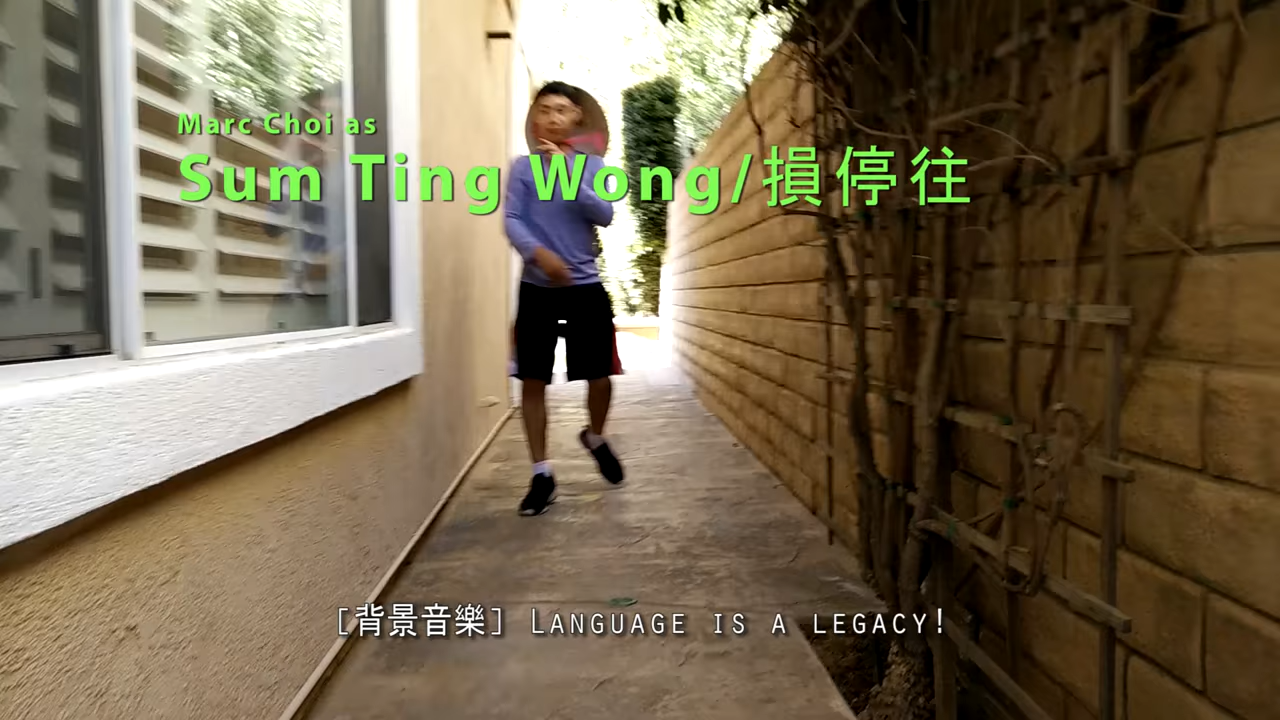 Marc Choi as
Sum Ting Wong/損停往
[背景音樂] LANGUAGE IS A LEGACY!